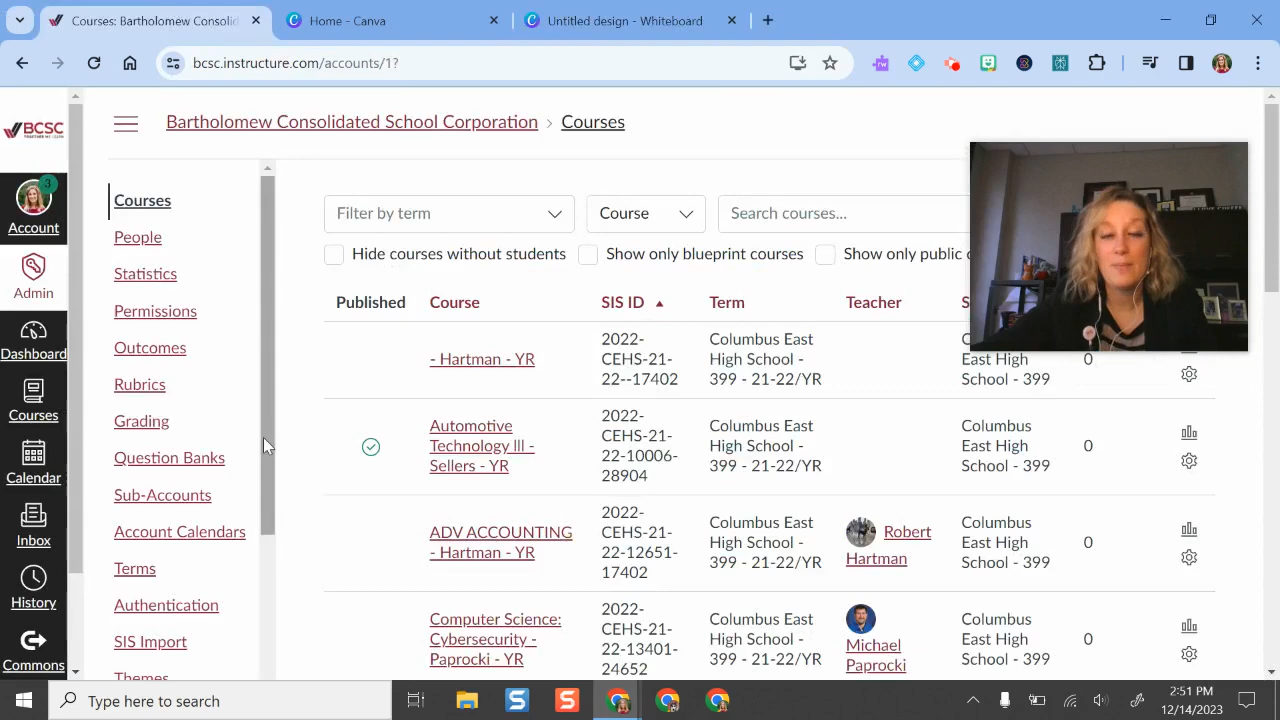 Courses: Bartholomew Consolid
Home - Canva
Untitled design - Whiteboard
bcsc.instructure.com/accounts/1?
BCSC
Bartholomew Consolidated School Corporation > Courses
3
Account
Admin
Dashboard
Courses
Calendar
Inbox
History
Commons
Courses
People
Statistics
Permissions
Outcomes
Rubrics
Grading
Question Banks
Sub-Accounts
Account Calendars
Terms
Authentication
SIS Import
Themes
Filter by term
Course
Search courses...
Hide courses without students
Show only blueprint courses
Show only public c
Published
Course
SIS ID
Term
Teacher
S
- Hartman - YR
2022-
CEHS-21-
22--17402
Columbus East
High School -
399 - 21-22/YR
East High
School - 399
0
Automotive
Technology lll -
Sellers - YR
2022-
CEHS-21-
22-10006-
28904
Columbus East
High School -
399 - 21-22/YR
Columbus
East High
School - 399
0
ADV ACCOUNTING
- Hartman - YR
2022-
CEHS-21-
22-12651-
17402
Columbus East
High School -
399 - 21-22/YR
Robert
Hartman
Columbus
East High
School - 399
0
Computer Science:
Cybersecurity -
Paprocki - YR
2022-
CEHS-21-
22-13401-
24652
Columbus East
High School -
399 - 21-22/YR
Michael
Paprocki
Columbus
East High
School - 399
0
Type here to search
2:51 PM
12/14/2023